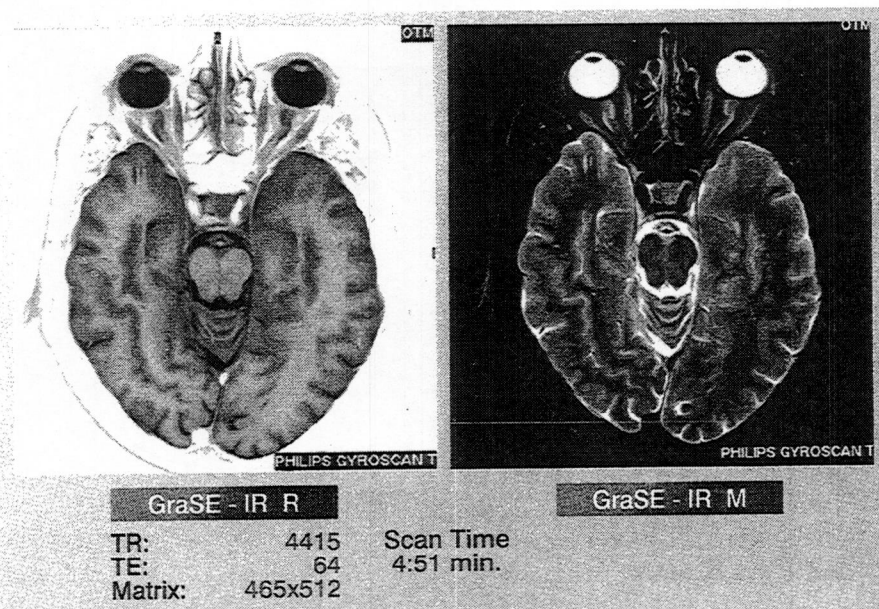 OTM
OTM
PHILIPS GYROSCAN T
PHILIPS GYROSCAN T
GraSE - IR R
GraSE - IR M
TR: 4415 Scan Time
TE: 64 4:51 min.
Matrix: 465x512